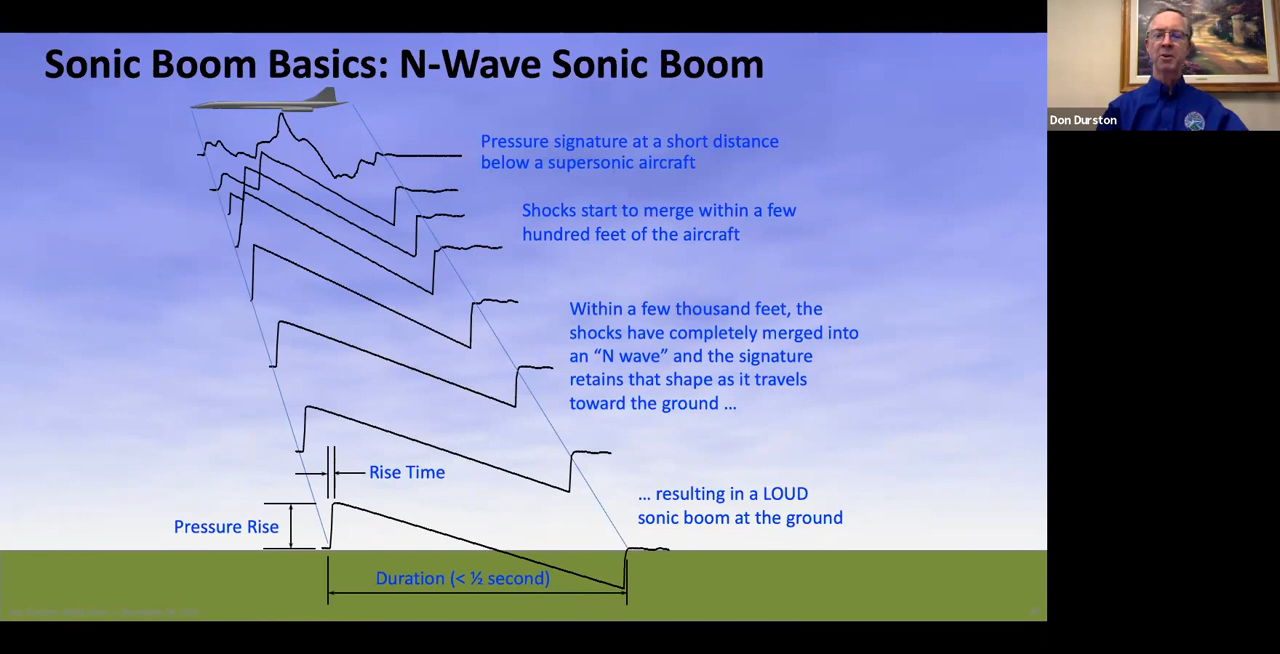 Sonic Boom Basics: N-Wave Sonic Boom
Don Durston
Pressure signature at a short distance
below a supersonic aircraft
Shocks start to merge within a few
hundred feet of the aircraft
Within a few thousand feet, the
shocks have completely merged into
an “N wave” and the signature
retains that shape as it travels
toward the ground …
Rise Time
… resulting in a LOUD
sonic boom at the ground
Pressure Rise
Duration (< ½ second)